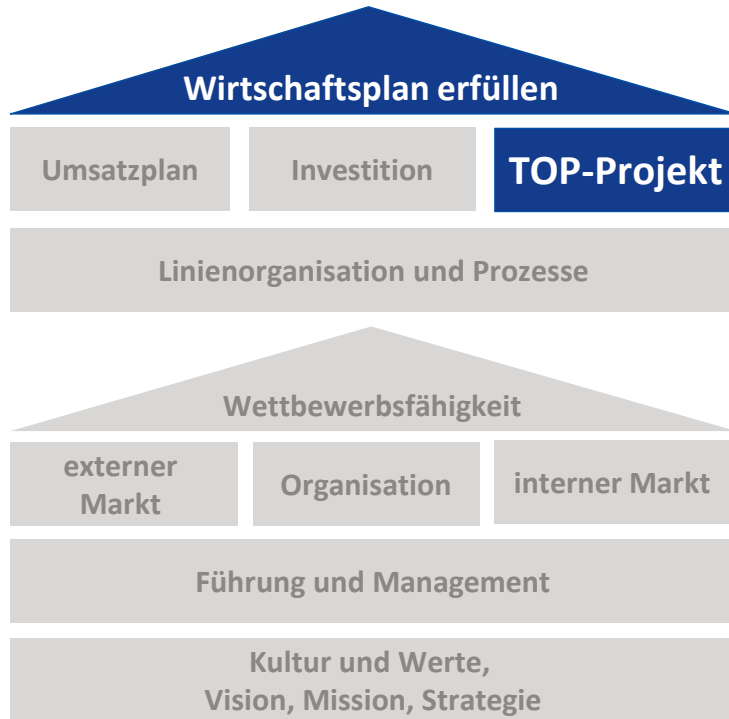 Wirtschaftsplan erfüllen
Umsatzplan
Investition
TOP-Projekt
Linienorganisation und Prozesse
Wettbewerbsfähigkeit
externer
Markt
Organisation
interner Markt
Führung und Management
Kultur und Werte,
Vision, Mission, Strategie